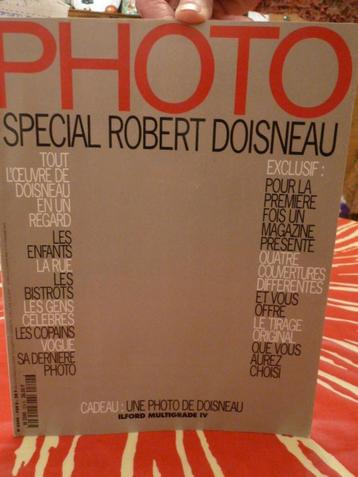 PHOTO
SPECIAL ROBERT DOISNEAU
TOUT
L'ŒUVRE DE
DOISNEAU
EN UN
REGARD
LES
ENFANTS
LA RUE
LES
BISTROTS
LES GENS
CÉLÈBRES
LES COPAINS
VOGUE
SA DERNIERE
PHOTO
EXCLUSIF :
POUR LA
PREMIÈRE
FOIS UN
MAGAZINE
PRÉSENTE
QUATRE
COUVERTURES
DIFFÉRENTES
ET VOUS
OFFRE
LE TIRAGE
ORIGINAL
QUE VOUS
AUREZ
CHOISI
CADEAU : UNE PHOTO DE DOISNEAU
ILFORD MULTIGRADE IV